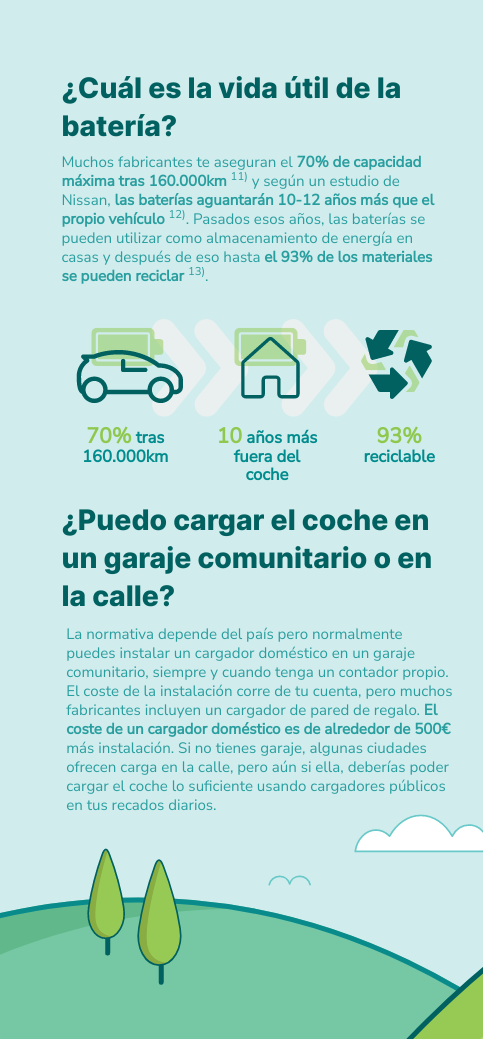 ¿Cuál es la vida útil de la
batería?
Muchos fabricantes te aseguran el 70% de capacidad
máxima tras 160.000km 11) y según un estudio de
Nissan, las baterías aguantarán 10-12 años más que el
propio vehículo 12). Pasados esos años, las baterías se
pueden utilizar como almacenamiento de energía en
casas y después de eso hasta el 93% de los materiales
se pueden reciclar 13).
70% tras
160.000km
10 años más
fuera del
coche
93%
reciclable
¿Puedo cargar el coche en
un garaje comunitario o en
la calle?
La normativa depende del país pero normalmente
puedes instalar un cargador doméstico en un garaje
comunitario, siempre y cuando tenga un contador propio.
El coste de la instalación corre de tu cuenta, pero muchos
fabricantes incluyen un cargador de pared de regalo. El
coste de un cargador doméstico es de alrededor de 500€
más instalación. Si no tienes garaje, algunas ciudades
ofrecen carga en la calle, pero aún si ella, deberías poder
cargar el coche lo suficiente usando cargadores públicos
en tus recados diarios.